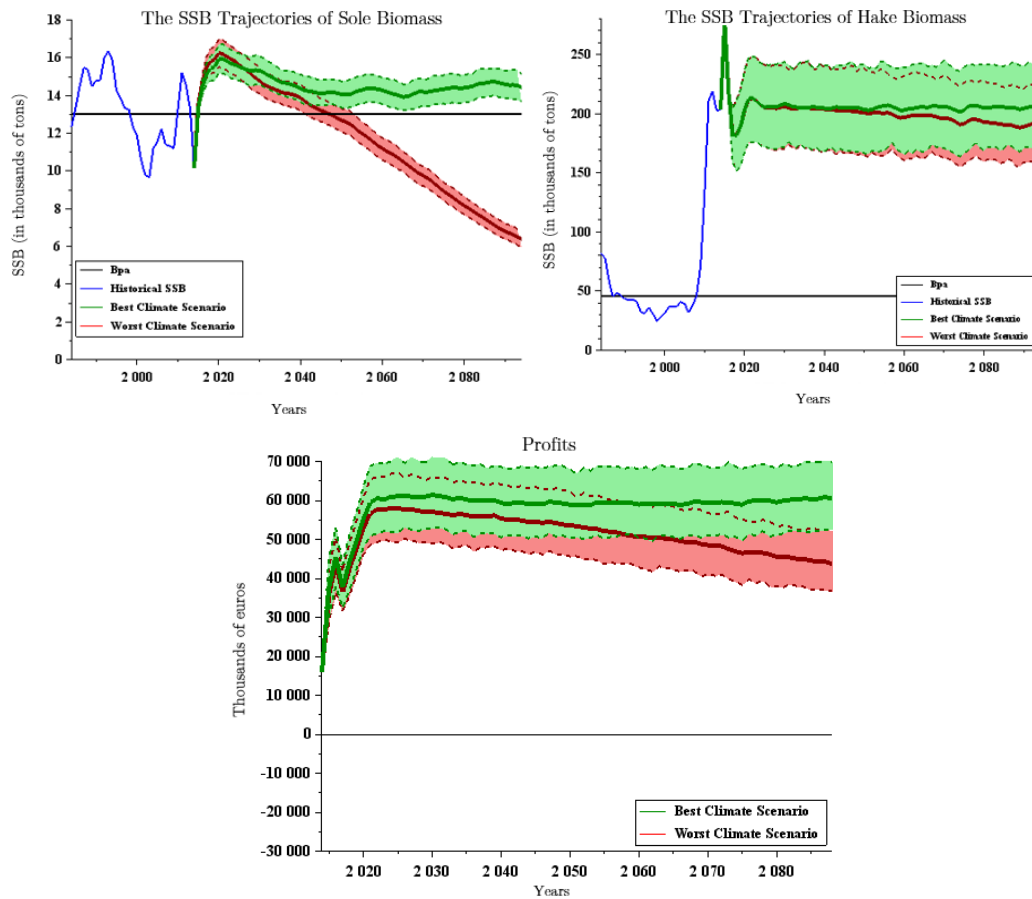 The SSB Trajectories of Sole Biomass
18
16
14
12
10
8
6
4
2
0
SSB (in thousands of tons)
2 000
2 020
2 040
2 060
2 080
Years
Bpa
Historical SSB
Best Climate Scenario
Worst Climate Scenario
The SSB Trajectories of Hake Biomass
250
200
150
100
50
0
SSB (in thousands of tons)
2 000
2 020
2 040
2 060
2 080
Years
Bpa
Historical SSB
Best Climate Scenario
Worst Climate Scenario
Profits
70 000
60 000
50 000
40 000
30 000
20 000
10 000
0
-10 000
-20 000
-30 000
Thousands of euros
2 020
2 030
2 040
2 050
2 060
2 070
2 080
Years
Best Climate Scenario
Worst Climate Scenario